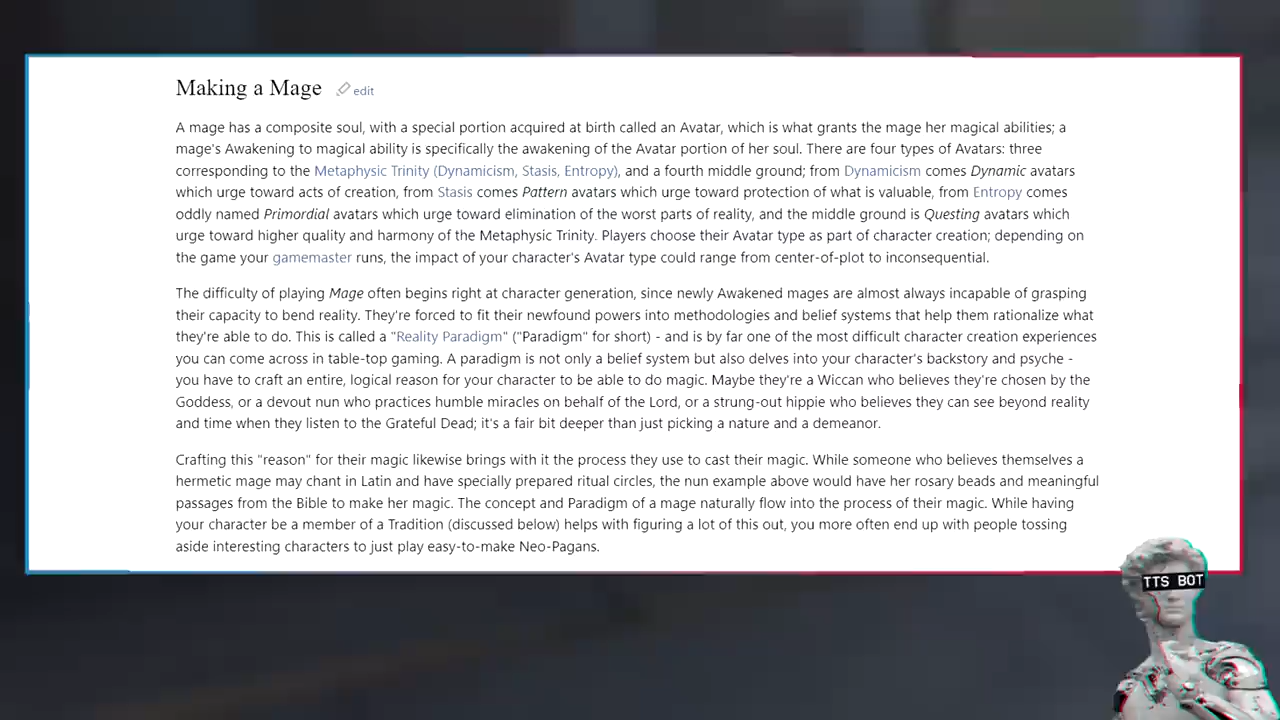 Making a Mage edit
A mage has a composite soul, with a special portion acquired at birth called an Avatar, which is what grants the mage her magical abilities; a
mage's Awakening to magical ability is specifically the awakening of the Avatar portion of her soul. There are four types of Avatars: three
corresponding to the Metaphysic Trinity (Dynamicism, Stasis, Entropy), and a fourth middle ground; from Dynamicism comes Dynamic avatars
which urge toward acts of creation, from Stasis comes Pattern avatars which urge toward protection of what is valuable, from Entropy comes
oddly named Primordial avatars which urge toward elimination of the worst parts of reality, and the middle ground is Questing avatars which
urge toward higher quality and harmony of the Metaphysic Trinity. Players choose their Avatar type as part of character creation; depending on
the game your gamemaster runs, the impact of your character's Avatar type could range from center-of-plot to inconsequential.
The difficulty of playing Mage often begins right at character generation, since newly Awakened mages are almost always incapable of grasping
their capacity to bend reality. They're forced to fit their newfound powers into methodologies and belief systems that help them rationalize what
they're able to do. This is called a "Reality Paradigm" ("Paradigm" for short) - and is by far one of the most difficult character creation experiences
you can come across in table-top gaming. A paradigm is not only a belief system but also delves into your character's backstory and psyche -
you have to craft an entire, logical reason for your character to be able to do magic. Maybe they're a Wiccan who believes they're chosen by the
Goddess, or a devout nun who practices humble miracles on behalf of the Lord, or a strung-out hippie who believes they can see beyond reality
and time when they listen to the Grateful Dead; it's a fair bit deeper than just picking a nature and a demeanor.
Crafting this "reason" for their magic likewise brings with it the process they use to cast their magic. While someone who believes themselves a
hermetic mage may chant in Latin and have specially prepared ritual circles, the nun example above would have her rosary beads and meaningful
passages from the Bible to make her magic. The concept and Paradigm of a mage naturally flow into the process of their magic. While having
your character be a member of a Tradition (discussed below) helps with figuring a lot of this out, you more often end up with people tossing
aside interesting characters to just play easy-to-make Neo-Pagans.
TTS BOT